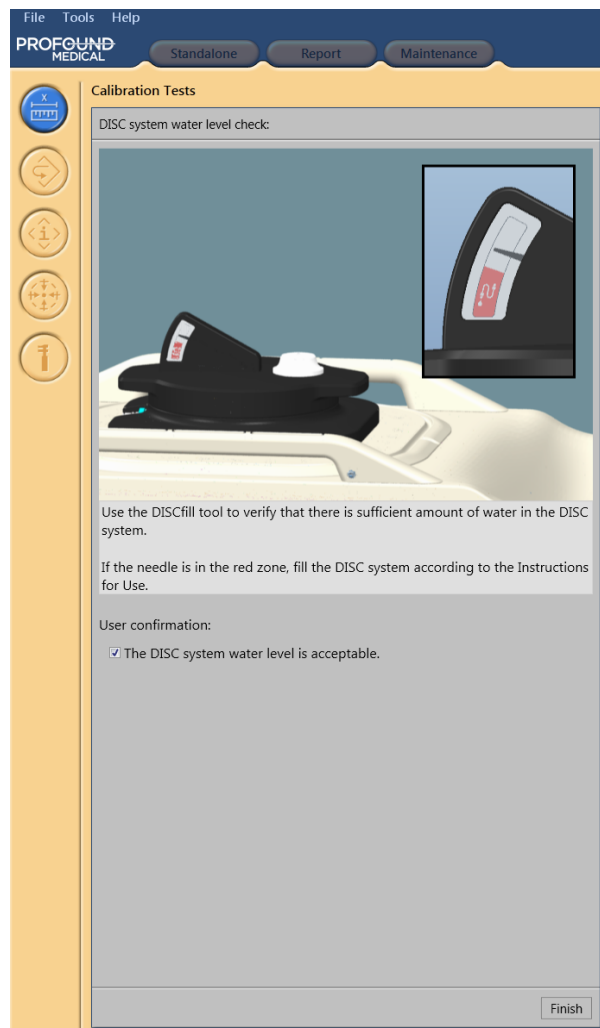 File Tools Help
PROFOUND
MEDICAL
Standalone Report Maintenance
Calibration Tests
DISC system water level check:
Use the DISCfill tool to verify that there is sufficient amount of water in the DISC
system.
If the needle is in the red zone, fill the DISC system according to the Instructions
for Use.
User confirmation:
The DISC system water level is acceptable.
Finish